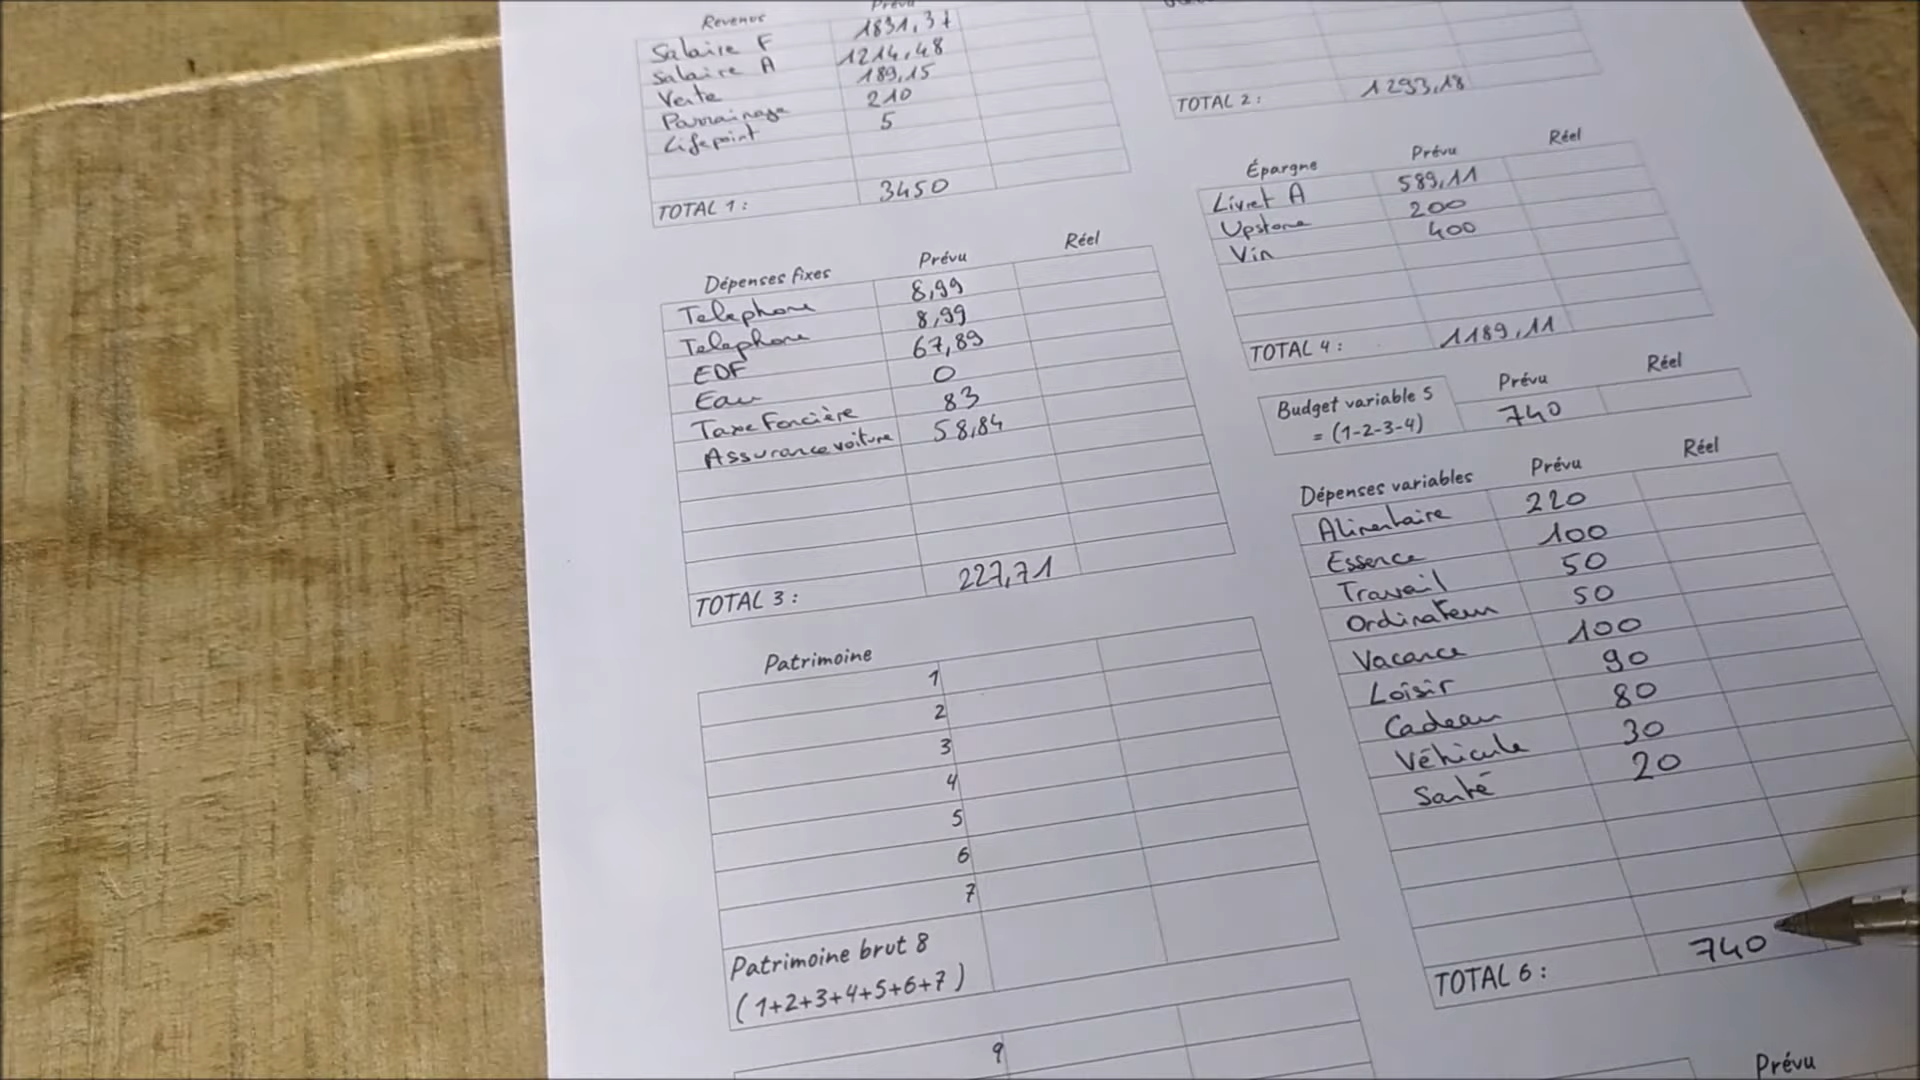 Revenus Prévu
Salaire F 1831,37
Salaire A 1214,48
Vente 189,15
Parrainage 210
Lifepoint 5
TOTAL 1 : 3450
Dépenses fixes Prévu Réel
Telephone 8,99
Telephone 8,99
EDF 67,89
Eau 0
Taxe Foncière 83
Assurance voiture 58,84
TOTAL 3 : 227,71
Patrimoine
1
2
3
4
5
6
7
Patrimoine brut 8
(1+2+3+4+5+6+7)
9
TOTAL 2 : 1293,18
Épargne Prévu Réel
Livret A 589,11
Upstone 200
Vin 400
TOTAL 4 : 1189,11
Prévu Réel
Budget variable 5 740
= (1-2-3-4)
Dépenses variables Prévu Réel
Alimentaire 220
Essence 100
Travail 50
Ordinateur 50
Vacance 100
Loisir 90
Cadeau 80
Véhicule 30
Santé 20
TOTAL 6 : 740
Prévu